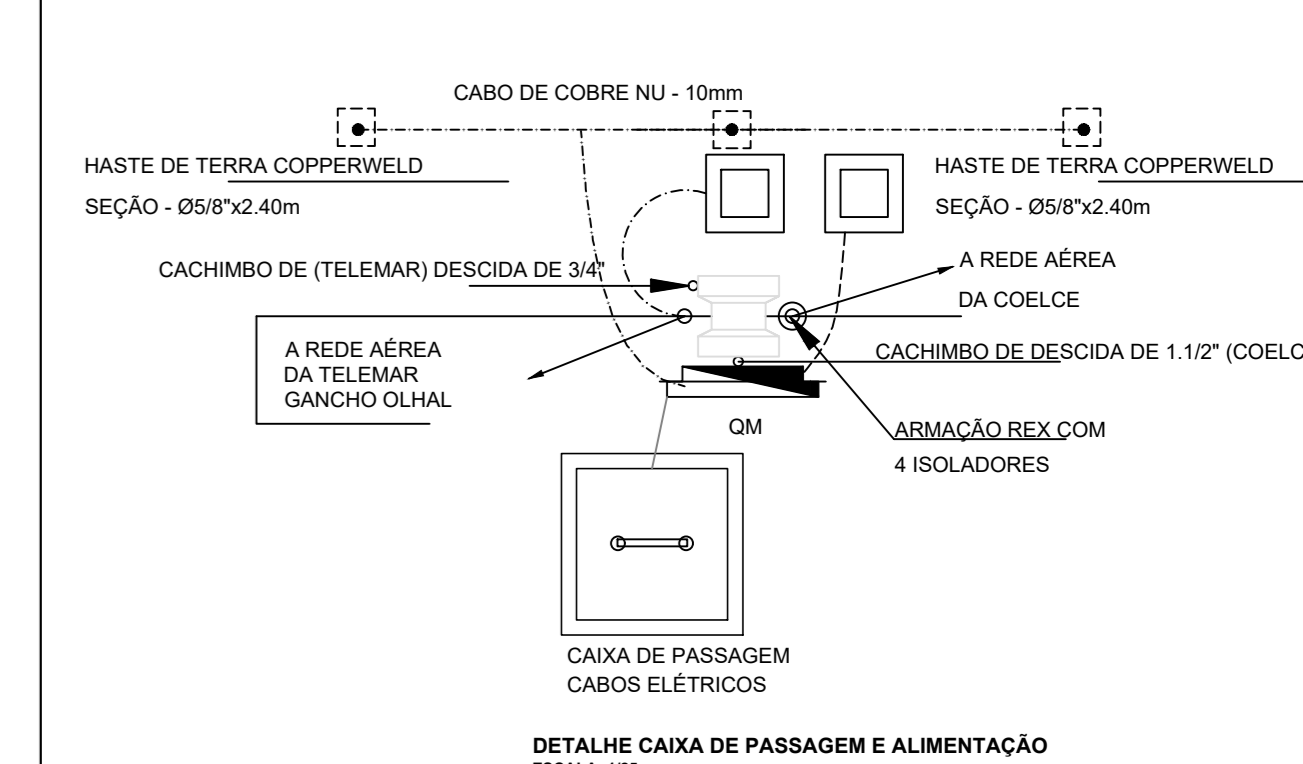 CABO DE COBRE NU - 10mm
HASTE DE TERRA COPPERWELD
SEÇÃO - Ø5/8"x2.40m
HASTE DE TERRA COPPERWELD
SEÇÃO - Ø5/8"x2.40m
CACHIMBO DE (TELEMAR) DESCIDA DE 3/4"
A REDE AÉREA
DA COELCE
A REDE AÉREA
DA TELEMAR
GANCHO OLHAL
CACHIMBO DE DESCIDA DE 1.1/2" (COELC
QM
ARMAÇÃO REX COM
4 ISOLADORES
CAIXA DE PASSAGEM
CABOS ELÉTRICOS
DETALHE CAIXA DE PASSAGEM E ALIMENTAÇÃO